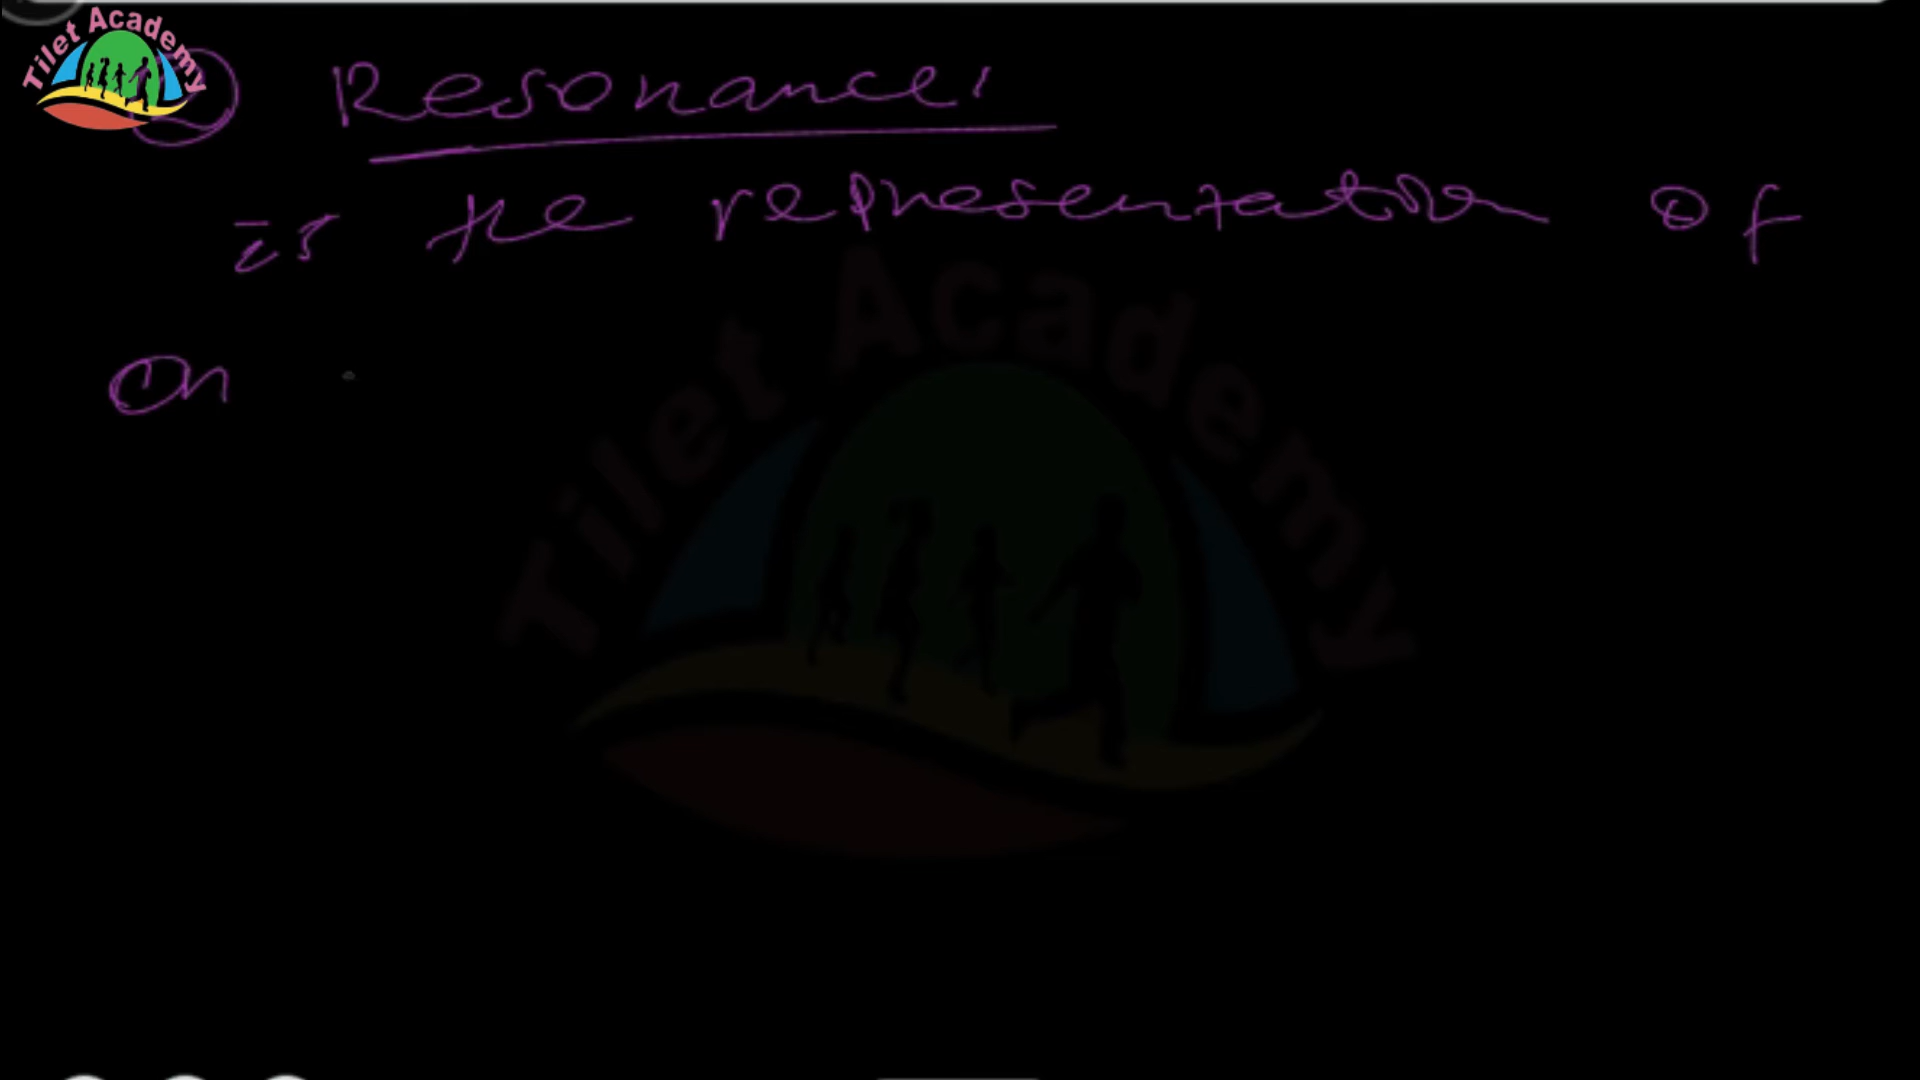 Tilet Academy
Resonance:
is the representation of
on
Tilet Academy